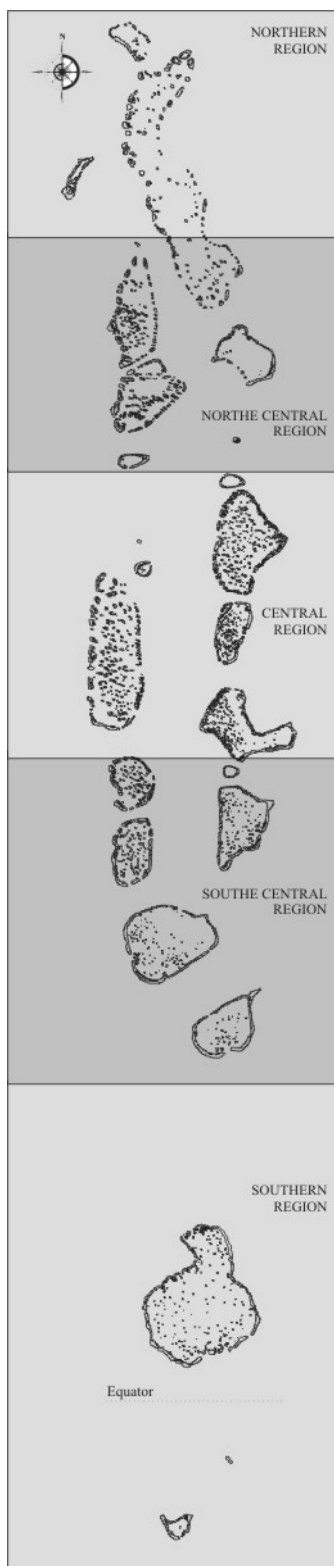 NORTHERN
REGION
N
NORTHE CENTRAL
REGION
CENTRAL
REGION
SOUTHE CENTRAL
REGION
SOUTHERN
REGION
Equator